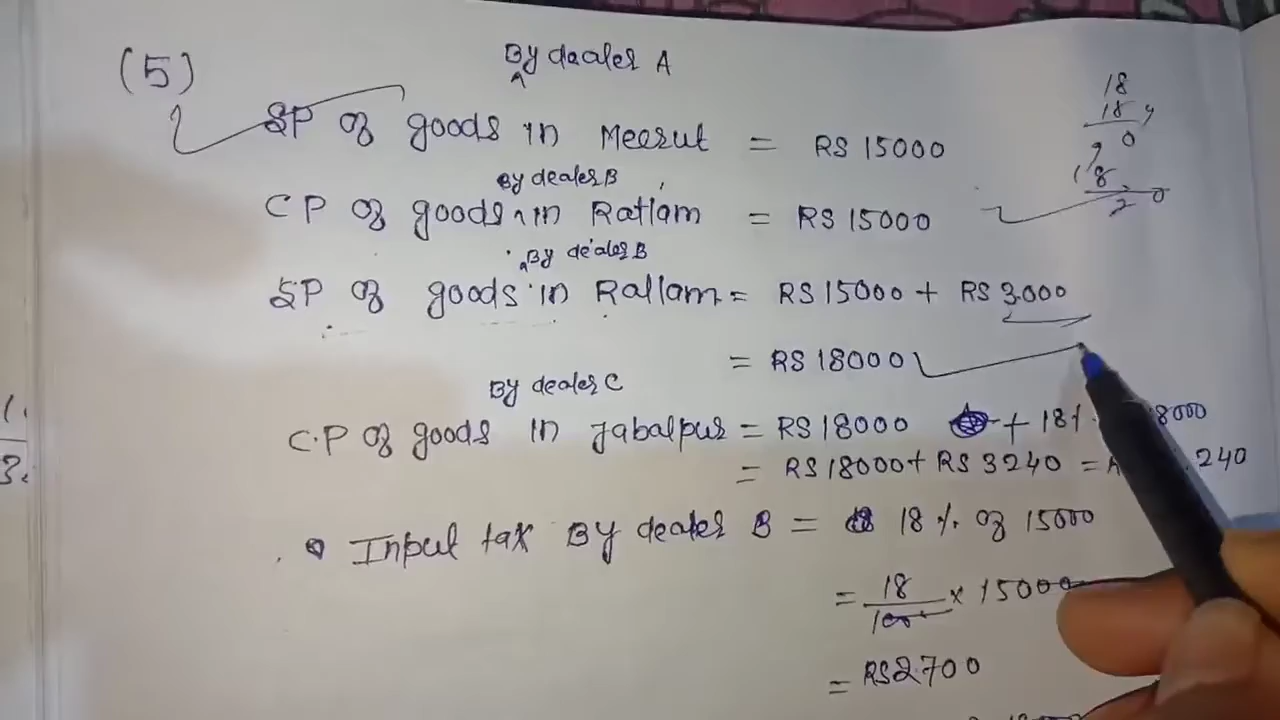 (5)
By dealer A
SP of goods in Meerut = RS 15000
By dealer B
CP of goods in Ratlam = RS 15000
By dealer B
SP of goods in Ratlam = RS 15000 + RS 3000
= RS 18000
By dealer C
C.P of goods in Jabalpur = RS 18000 + 18%
= RS 18000 + RS 3240 =
Input tax By dealer B = 18 % of 15000
= 18/100 x 15000
= RS 2700
18